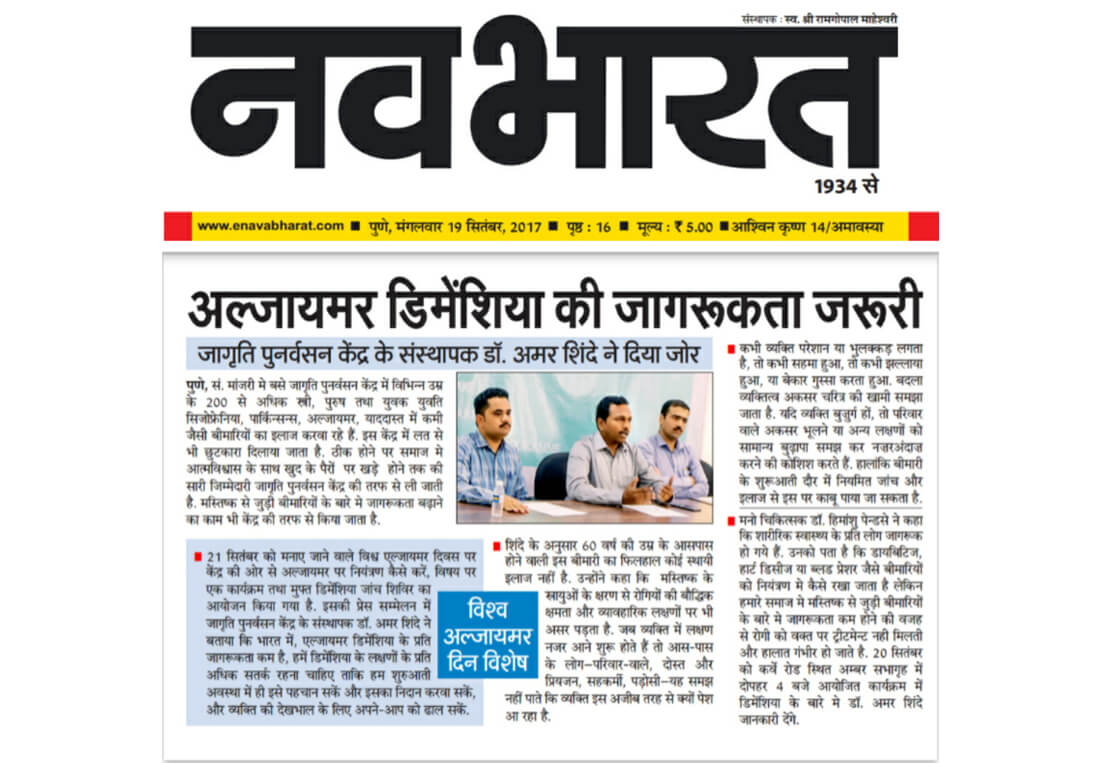 संस्थापक : स्व. श्री रामगोपाल माहेश्वरी
नवभारत
1934 से
www.enavabharat.com ■ पुणे, मंगलवार 19 सितंबर, 2017 ■ पृष्ठ : 16 ■ मूल्य : ₹ 5.00 ■ आश्विन कृष्ण 14/अमावस्या
अल्जायमर डिमेंशिया की जागरूकता जरूरी
जागृति पुनर्वसन केंद्र के संस्थापक डॉ. अमर शिंदे ने दिया जोर
पुणे, सं. मांजरी मे बसे जागृति पुनर्वसन केंद्र में विभिन्न उम्र
के 200 से अधिक स्त्री, पुरुष तथा युवक युवति
सिजोफ्रेनिया, पार्किन्सन्स, अल्जायमर, याददास्त में कमी
जैसी बीमारियों का इलाज करवा रहे हैं. इस केंद्र में लत से
भी छुटकारा दिलाया जाता है. ठीक होने पर समाज मे
आत्मविश्वास के साथ खुद के पैरों पर खड़े होने तक की
सारी जिम्मेदारी जागृति पुनर्वसन केंद्र की तरफ से ली जाती
है. मस्तिष्क से जुड़ी बीमारियों के बारे मे जागरूकता बढ़ाने
का काम भी केंद्र की तरफ से किया जाता है.
■ 21 सितंबर को मनाए जाने वाले विश्व एल्जायमर दिवस पर
केंद्र की ओर से अल्जायमर पर नियंत्रण कैसे करें, विषय पर
एक कार्यक्रम तथा मुफ्त डिमेंशिया जांच शिविर का
आयोजन किया गया है. इसकी प्रेस सम्मेलन में
जागृति पुनर्वसन केंद्र के संस्थापक डॉ. अमर शिंदे ने
बताया कि भारत में, एल्जायमर डिमेंशिया के प्रति
जागरूकता कम है, हमें डिमेंशिया के लक्षणों के प्रति
अधिक सतर्क रहना चाहिए ताकि हम शुरुआती
अवस्था में ही इसे पहचान सकें और इसका निदान करवा सकें,
और व्यक्ति की देखभाल के लिए अपने-आप को ढाल सकें.
विश्व
अल्जायमर
दिन विशेष
■ शिंदे के अनुसार 60 वर्ष की उम्र के आसपास
होने वाली इस बीमारी का फिलहाल कोई स्थायी
इलाज नहीं है. उन्होंने कहा कि मस्तिष्क के
स्नायुओं के क्षरण से रोगियों की बौद्धिक
क्षमता और व्यावहारिक लक्षणों पर भी
असर पड़ता है. जब व्यक्ति में लक्षण
नजर आने शुरू होते हैं तो आस-पास
के लोग–परिवार-वाले, दोस्त और
प्रियजन, सहकर्मी, पड़ोसी–यह समझ
नहीं पाते कि व्यक्ति इस अजीब तरह से क्यों पेश
आ रहा है.
■ कभी व्यक्ति परेशान या भुलक्कड़ लगता
है, तो कभी सहमा हुआ, तो कभी झल्लाया
हुआ, या बेकार गुस्सा करता हुआ. बदला
व्यक्तित्व अकसर चरित्र की खामी समझा
जाता है. यदि व्यक्ति बुजुर्ग हों, तो परिवार
वाले अकसर भूलने या अन्य लक्षणों को
सामान्य बुढ़ापा समझ कर नजरअंदाज
करने की कोशिश करते हैं. हालांकि बीमारी
के शुरूआती दौर में नियमित जांच और
इलाज से इस पर काबू पाया जा सकता है.
■ मनो चिकित्सक डॉ. हिमांशु पेन्डसे ने कहा
कि शारीरिक स्वास्थ्य के प्रति लोग जागरूक
हो गये हैं. उनको पता है कि डायबिटिज,
हार्ट डिसीज या ब्लड प्रेशर जैसे बीमारियों
को नियंत्रण मे कैसे रखा जाता है लेकिन
हमारे समाज मे मस्तिष्क से जुड़ी बीमारियों
के बारे मे जागरूकता कम होने की वजह
से रोगी को वक्त पर ट्रीटमेन्ट नही मिलती
और हालात गंभीर हो जाते है. 20 सितंबर
को कर्वे रोड स्थित अम्बर सभागृह में
दोपहर 4 बजे आयोजित कार्यक्रम में
डिमेंशिया के बारे मे डॉ. अमर शिंदे
जानकारी देंगे.